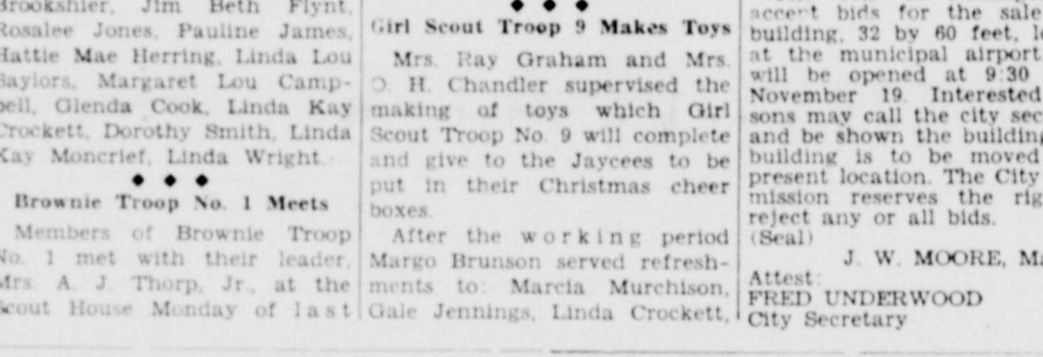 Brookshier, Jim Beth Flynt,
Rosalee Jones, Pauline James,
Hattie Mae Herring, Linda Lou
Saylors, Margaret Lou Camp-
bell, Glenda Cook, Linda Kay
Crockett, Dorothy Smith, Linda
Kay Moncrief, Linda Wright.
Brownie Troop No. 1 Meets
Members of Brownie Troop
No. 1 met with their leader,
Mrs. A. J. Thorp, Jr., at the
Scout House Monday of last
Girl Scout Troop 9 Makes Toys
Mrs. Ray Graham and Mrs.
O. H. Chandler supervised the
making of toys which Girl
Scout Troop No. 9 will complete
and give to the Jaycees to be
put in their Christmas cheer
boxes.
After the working period
Margo Brunson served refresh-
ments to: Marcia Murchison,
Gale Jennings, Linda Crockett,
accept bids for the sale
building, 32 by 60 feet,
at the municipal airport
will be opened at 9:30
November 19. Interested
sons may call the city sec
and be shown the building
building is to be moved
present location. The City
mission reserves the rig
reject any or all bids.
(Seal)
J. W. MOORE, Ma
Attest:
FRED UNDERWOOD
City Secretary